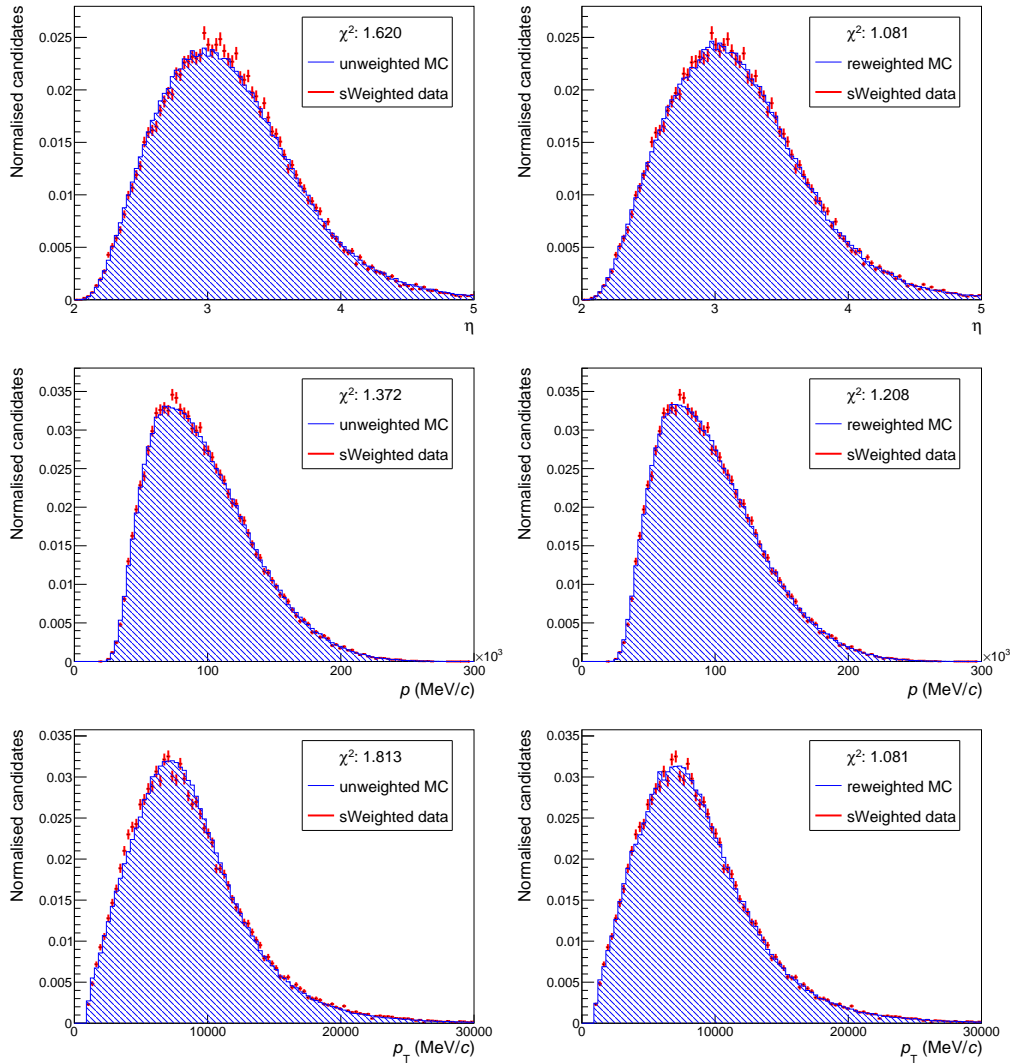 Normalised candidates
0.025
0.02
0.015
0.01
0.005
0
χ²: 1.620
unweighted MC
sWeighted data
2 3 4 5
η
Normalised candidates
0.025
0.02
0.015
0.01
0.005
0
χ²: 1.081
reweighted MC
sWeighted data
2 3 4 5
η
Normalised candidates
0.035
0.03
0.025
0.02
0.015
0.01
0.005
0
χ²: 1.372
unweighted MC
sWeighted data
0 100 200 300
×10³
p (MeV/c)
Normalised candidates
0.035
0.03
0.025
0.02
0.015
0.01
0.005
0
χ²: 1.208
reweighted MC
sWeighted data
0 100 200 300
×10³
p (MeV/c)
Normalised candidates
0.035
0.03
0.025
0.02
0.015
0.01
0.005
0
χ²: 1.813
unweighted MC
sWeighted data
0 10000 20000 30000
p_T (MeV/c)
Normalised candidates
0.035
0.03
0.025
0.02
0.015
0.01
0.005
0
χ²: 1.081
reweighted MC
sWeighted data
0 10000 20000 30000
p_T (MeV/c)